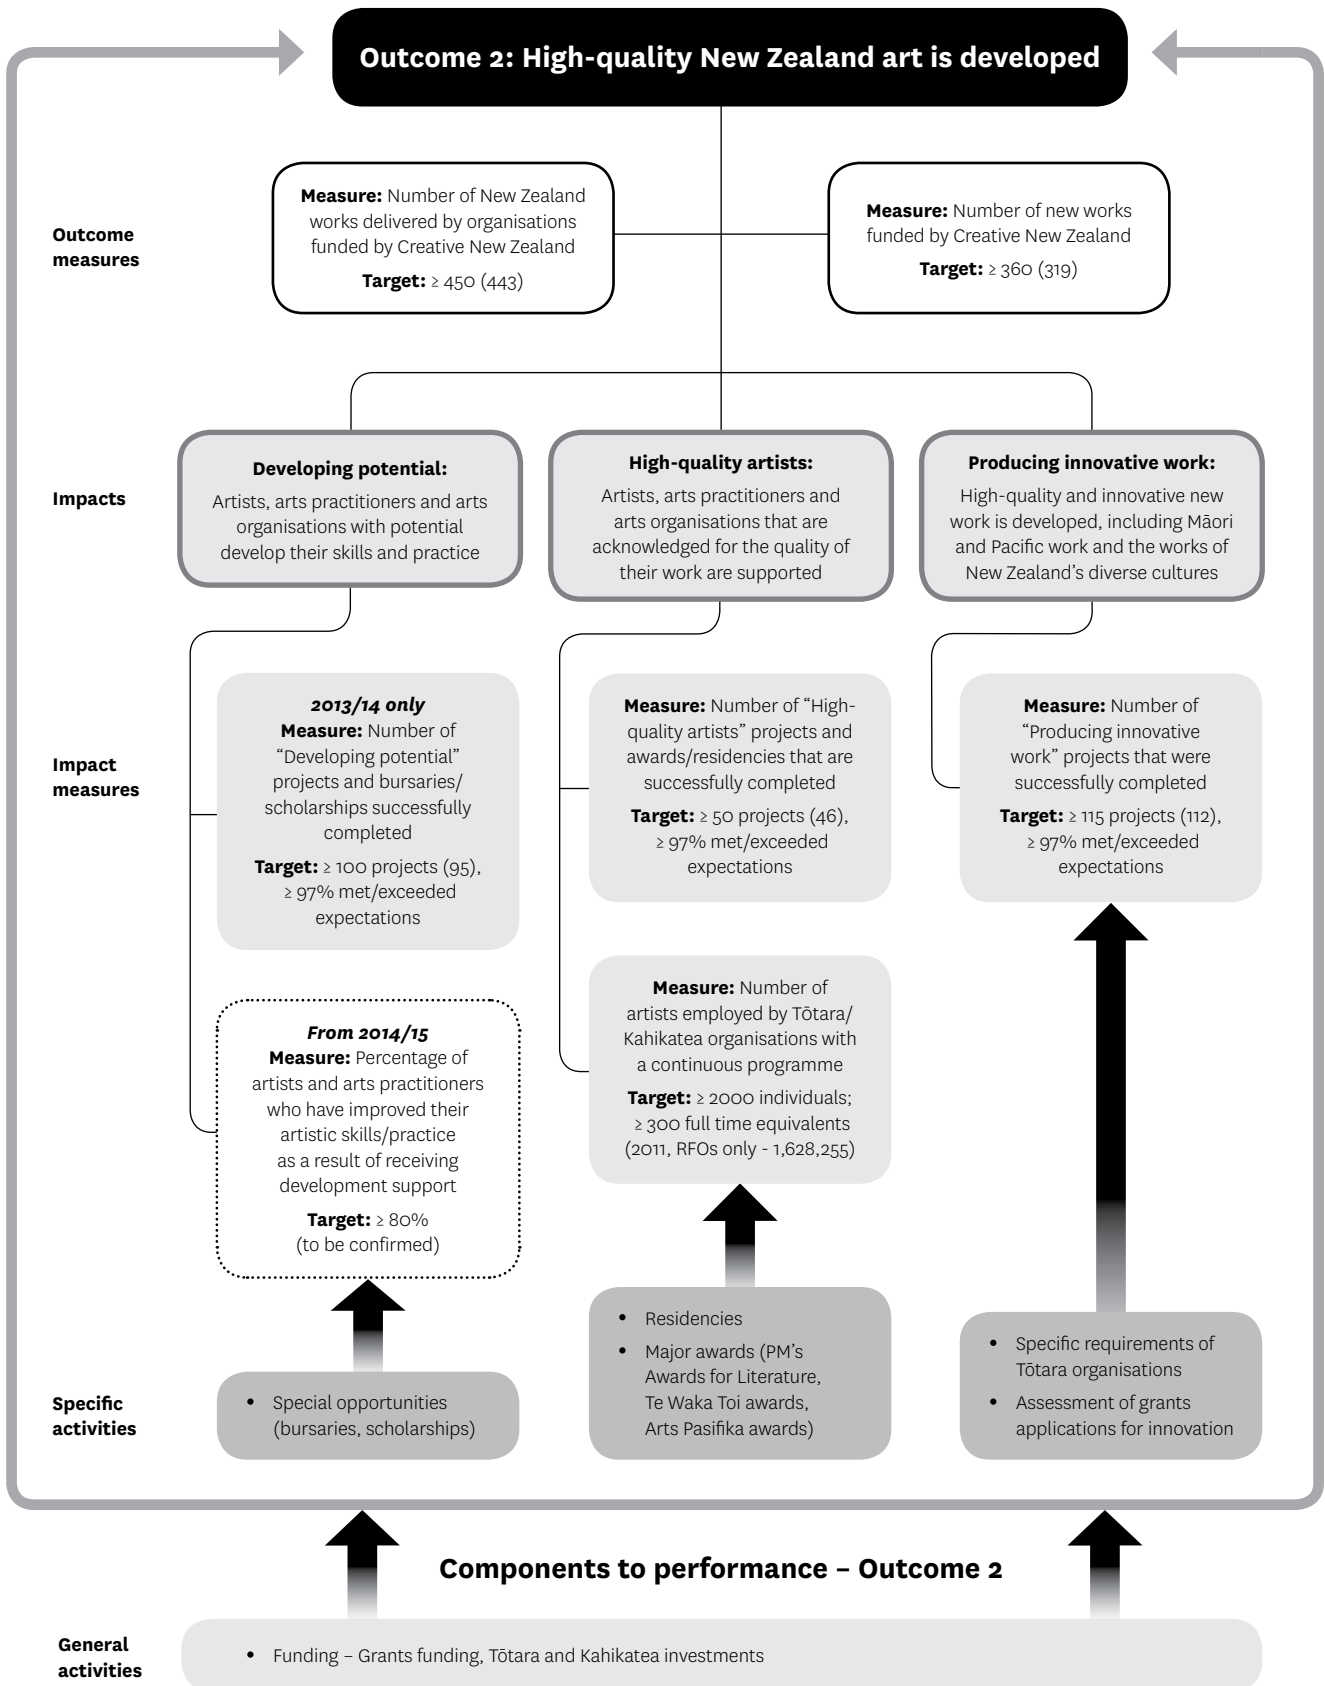 Outcome 2: High-quality New Zealand art is developed
Outcome
measures
Measure: Number of New Zealand
works delivered by organisations
funded by Creative New Zealand
Target: ≥ 450 (443)
Measure: Number of new works
funded by Creative New Zealand
Target: ≥ 360 (319)
Impacts
Developing potential:
Artists, arts practitioners and arts
organisations with potential
develop their skills and practice
High-quality artists:
Artists, arts practitioners and
arts organisations that are
acknowledged for the quality of
their work are supported
Producing innovative work:
High-quality and innovative new
work is developed, including Māori
and Pacific work and the works of
New Zealand's diverse cultures
Impact
measures
2013/14 only
Measure: Number of
“Developing potential”
projects and bursaries/
scholarships successfully
completed
Target: ≥ 100 projects (95),
≥ 97% met/exceeded
expectations
Measure: Number of “High-
quality artists” projects and
awards/residencies that are
successfully completed
Target: ≥ 50 projects (46),
≥ 97% met/exceeded
expectations
Measure: Number of
“Producing innovative
work” projects that were
successfully completed
Target: ≥ 115 projects (112),
≥ 97% met/exceeded
expectations
From 2014/15
Measure: Percentage of
artists and arts practitioners
who have improved their
artistic skills/practice
as a result of receiving
development support
Target: ≥ 80%
(to be confirmed)
Measure: Number of
artists employed by Tōtara/
Kahikatea organisations with
a continuous programme
Target: ≥ 2000 individuals;
≥ 300 full time equivalents
(2011, RFOs only - 1,628,255)
Specific
activities
• Special opportunities
(bursaries, scholarships)
• Residencies
• Major awards (PM's
Awards for Literature,
Te Waka Toi awards,
Arts Pasifika awards)
• Specific requirements of
Tōtara organisations
• Assessment of grants
applications for innovation
Components to performance – Outcome 2
General
activities
• Funding – Grants funding, Tōtara and Kahikatea investments